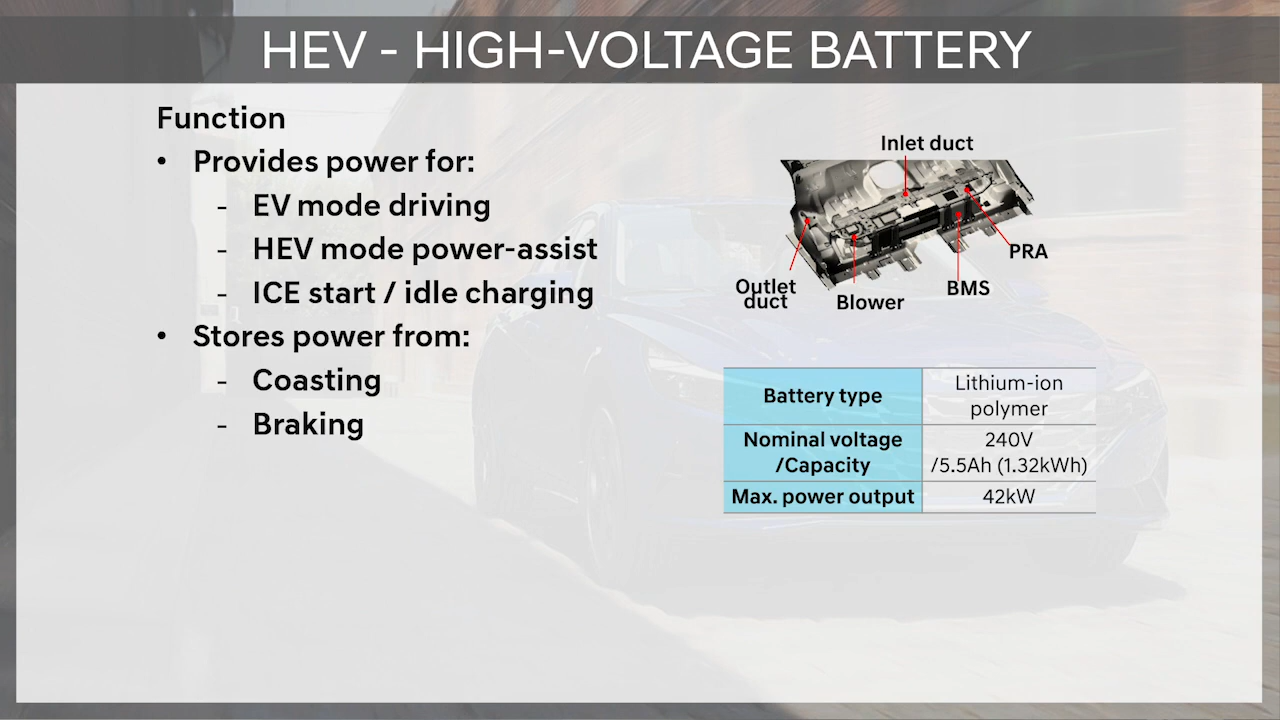 HEV - HIGH-VOLTAGE BATTERY
Function
• Provides power for:
- EV mode driving
- HEV mode power-assist
- ICE start / idle charging
• Stores power from:
- Coasting
- Braking
Inlet duct
PRA
Outlet
duct
Blower
BMS
Battery type
Lithium-ion
polymer
Nominal voltage
/Capacity
240V
/5.5Ah (1.32kWh)
Max. power output
42kW